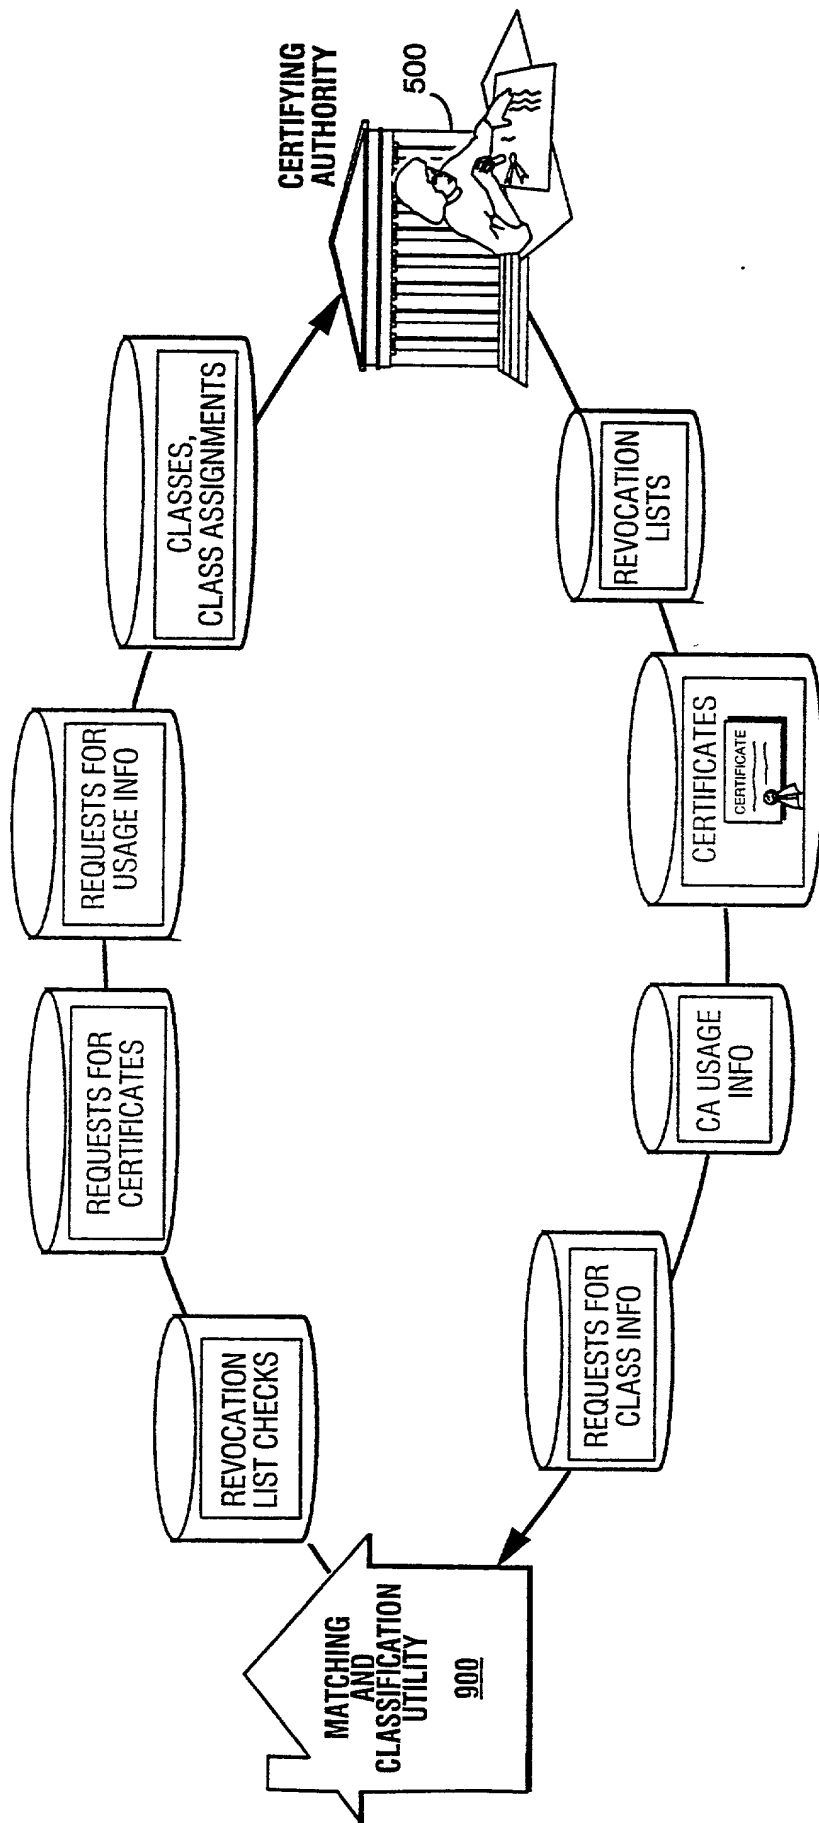 REVOCATION
LIST CHECKS
REQUESTS FOR
CERTIFICATES
REQUESTS FOR
USAGE INFO
CLASSES,
CLASS ASSIGNMENTS
CERTIFYING
AUTHORITY
500
MATCHING
AND
CLASSIFICATION
UTILITY
900
REQUESTS FOR
CLASS INFO
CA USAGE
INFO
CERTIFICATES
CERTIFICATE
REVOCATION
LISTS